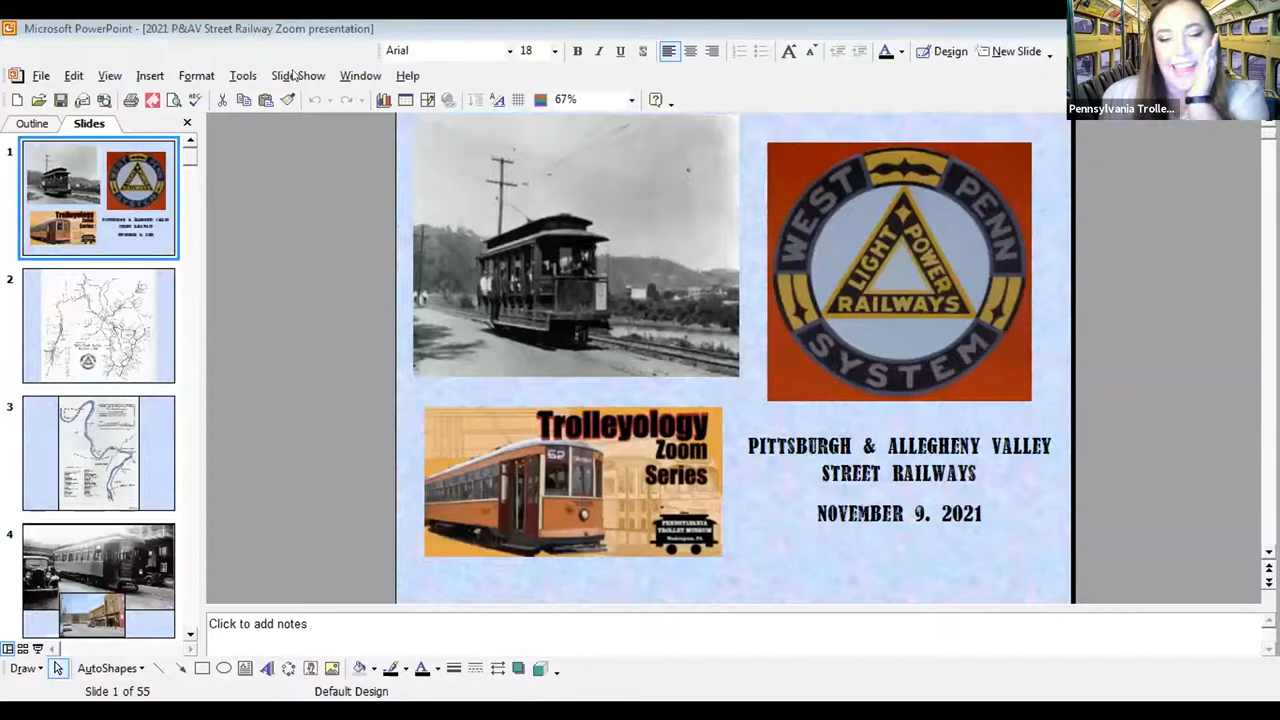 Microsoft PowerPoint - [2021 P&AV Street Railway Zoom presentation]
Pennsylvania Trolle...
Arial
18
B I U S
Design
New Slide
File Edit View Insert Format Tools Slide Show Window Help
67%
Outline Slides
1
2
3
4
WEST PENN
SYSTEM
LIGHT POWER
RAILWAYS
Trolleyology
Zoom
Series
62
PENNSYLVANIA
TROLLEY MUSEUM
Washington, PA
PITTSBURGH & ALLEGHENY VALLEY
STREET RAILWAYS
NOVEMBER 9. 2021
Click to add notes
Draw
AutoShapes
Slide 1 of 55
Default Design